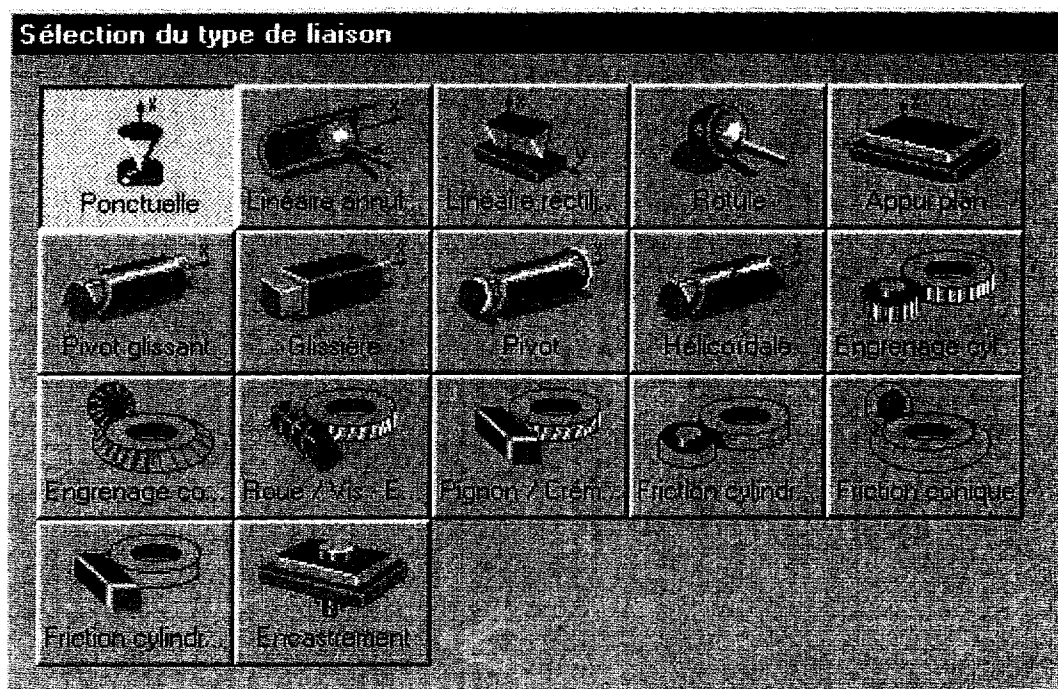 Sélection du type de liaison
Ponctuelle
Linéaire annul...
Linéaire rectili...
Rotule
Appui plan
Pivot glissant
Glissière
Pivot
Hélicoïdale
Engrenage cyl...
Engrenage co...
Roue / Vis - E...
Pignon / Crém...
Friction cylindr...
Friction conique
Friction cylindr...
Encastrement